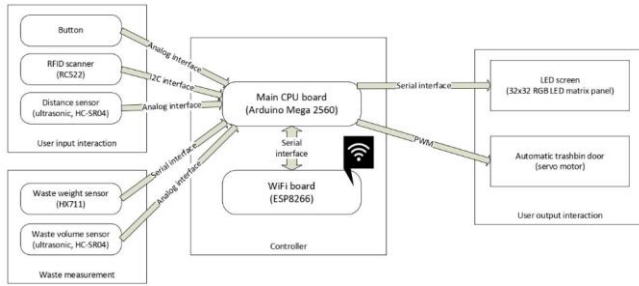 Button
RFID scanner
(RC522)
Distance sensor
(ultrasonic, HC-SR04)
User input interaction
Analog interface
I2C interface
Analog interface
Serial interface
Analog interface
Waste weight sensor
(HX711)
Waste volume sensor
(ultrasonic, HC-SR04)
Waste measurement
Main CPU board
(Arduino Mega 2560)
Serial
interface
WiFi board
(ESP8266)
Controller
Serial interface
PWM
LED screen
(32x32 RGB LED matrix panel)
Automatic trashbin door
(servo motor)
User output interaction